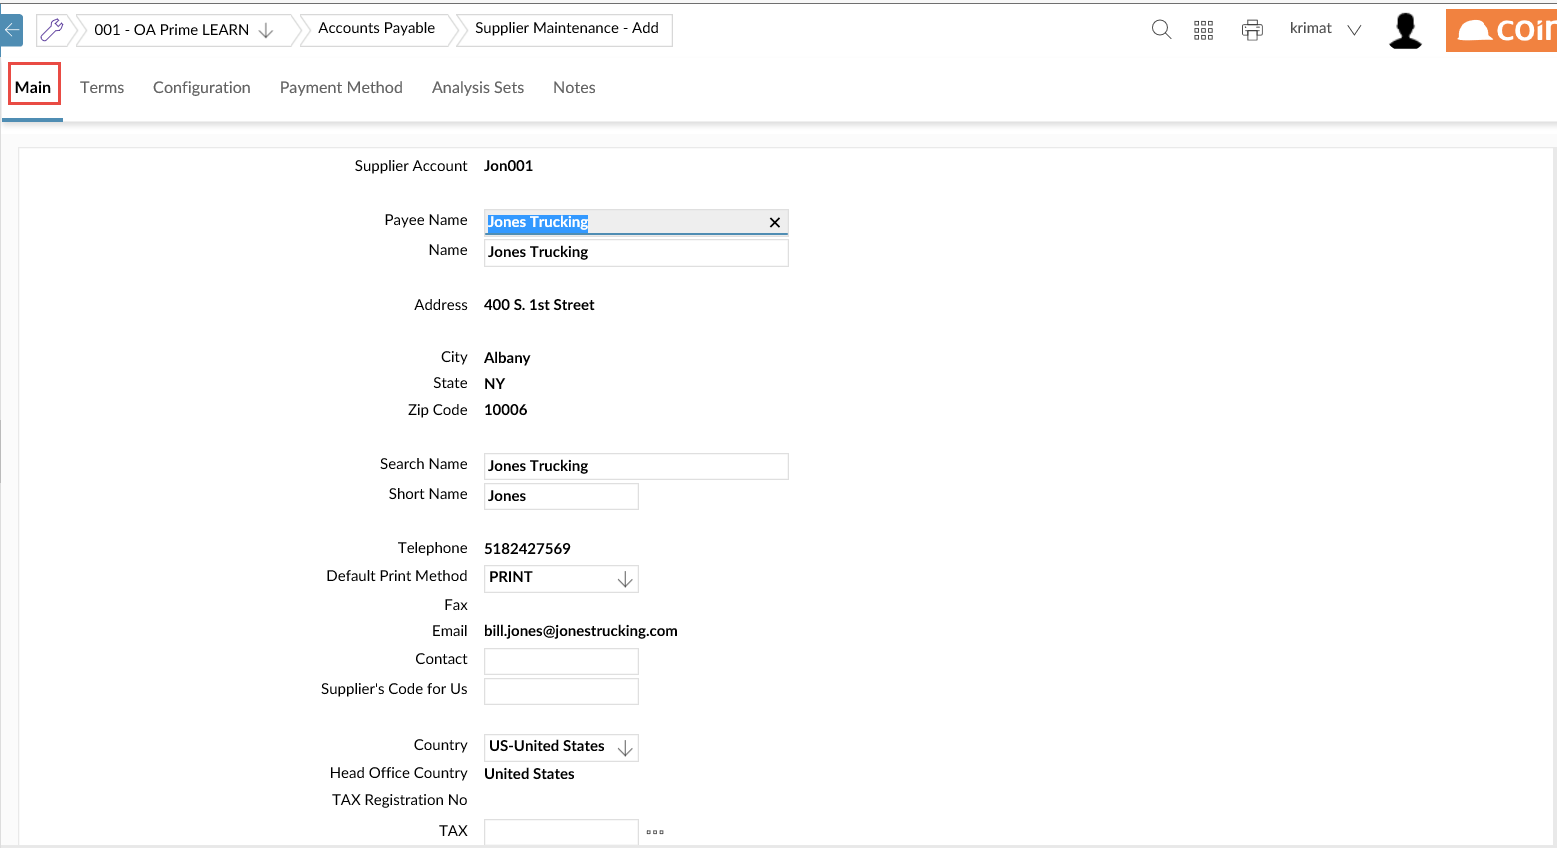 001 - OA Prime LEARN
Accounts Payable
Supplier Maintenance - Add
krimat
coin
Main
Terms
Configuration
Payment Method
Analysis Sets
Notes
Supplier Account Jon001
Payee Name Jones Trucking
Name Jones Trucking
Address 400 S. 1st Street
City Albany
State NY
Zip Code 10006
Search Name Jones Trucking
Short Name Jones
Telephone 5182427569
Default Print Method PRINT
Fax
Email bill.jones@jonestrucking.com
Contact
Supplier's Code for Us
Country US-United States
Head Office Country United States
TAX Registration No
TAX